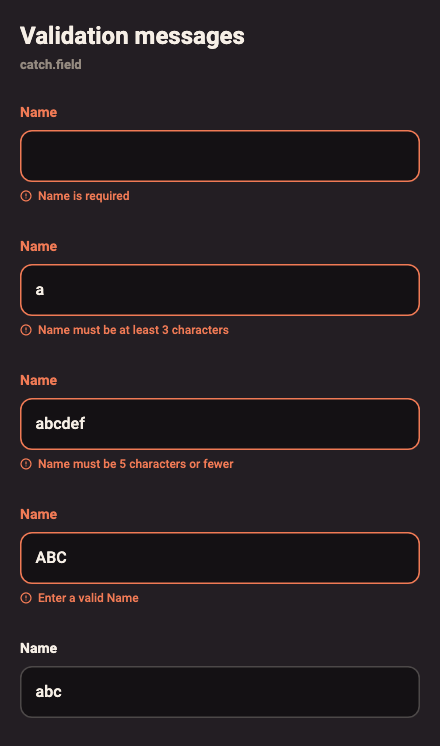 Validation messages
catch.field
Name
Name is required
Name
a
Name must be at least 3 characters
Name
abcdef
Name must be 5 characters or fewer
Name
ABC
Enter a valid Name
Name
abc